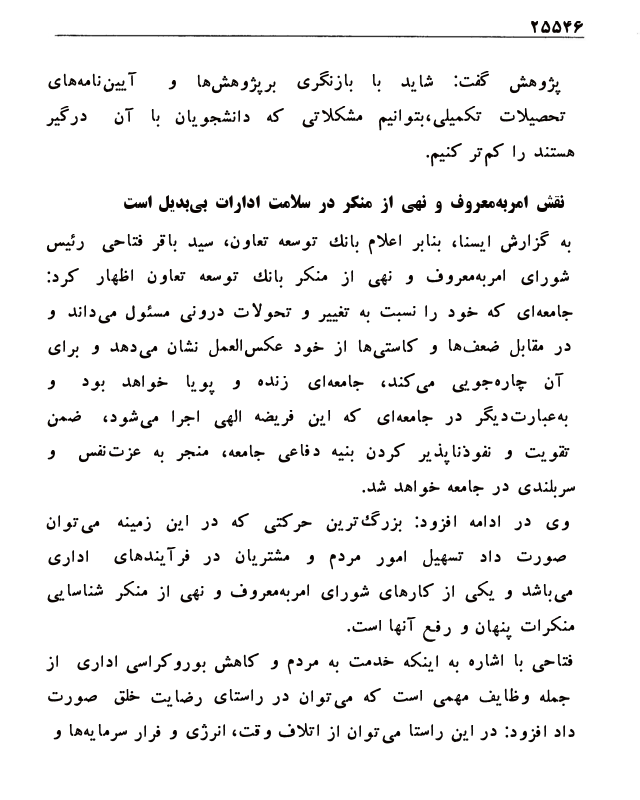 ۲۵۵۴۶
پژوهش گفت: شاید با بازنگری برپژوهش‌ها و آیین‌نامه‌های
تحصیلات تکمیلی،بتوانیم مشکلاتی که دانشجویان با آن درگیر
هستند را کم‌تر کنیم.
نقش امربه‌معروف و نهی از منکر در سلامت ادارات بی‌بدیل است
به گزارش ایسنا، بنابر اعلام بانك توسعه تعاون، سید باقر فتاحی رئیس
شورای امربه‌معروف و نهی از منکر بانك توسعه تعاون اظهار کرد:
جامعه‌ای که خود را نسبت به تغییر و تحولات درونی مسئول می‌داند و
در مقابل ضعف‌ها و کاستی‌ها از خود عکس‌العمل نشان می‌دهد و برای
آن چاره‌جویی می‌کند، جامعه‌ای زنده و پویا خواهد بود و
به‌عبارت‌دیگر در جامعه‌ای که این فریضه الهی اجرا می‌شود، ضمن
تقویت و نفوذناپذیر کردن بنیه دفاعی جامعه، منجر به عزت‌نفس و
سربلندی در جامعه خواهد شد.
وی در ادامه افزود: بزرگ‌ترین حرکتی که در این زمینه می‌توان
صورت داد تسهیل امور مردم و مشتریان در فرآیندهای اداری
می‌باشد و یکی از کارهای شورای امربه‌معروف و نهی از منکر شناسایی
منکرات پنهان و رفع آنها است.
فتاحی با اشاره به اینکه خدمت به مردم و کاهش بوروکراسی اداری از
جمله وظایف مهمی است که می‌توان در راستای رضایت خلق صورت
داد افزود: در این راستا می‌توان از اتلاف وقت، انرژی و فرار سرمایه‌ها و